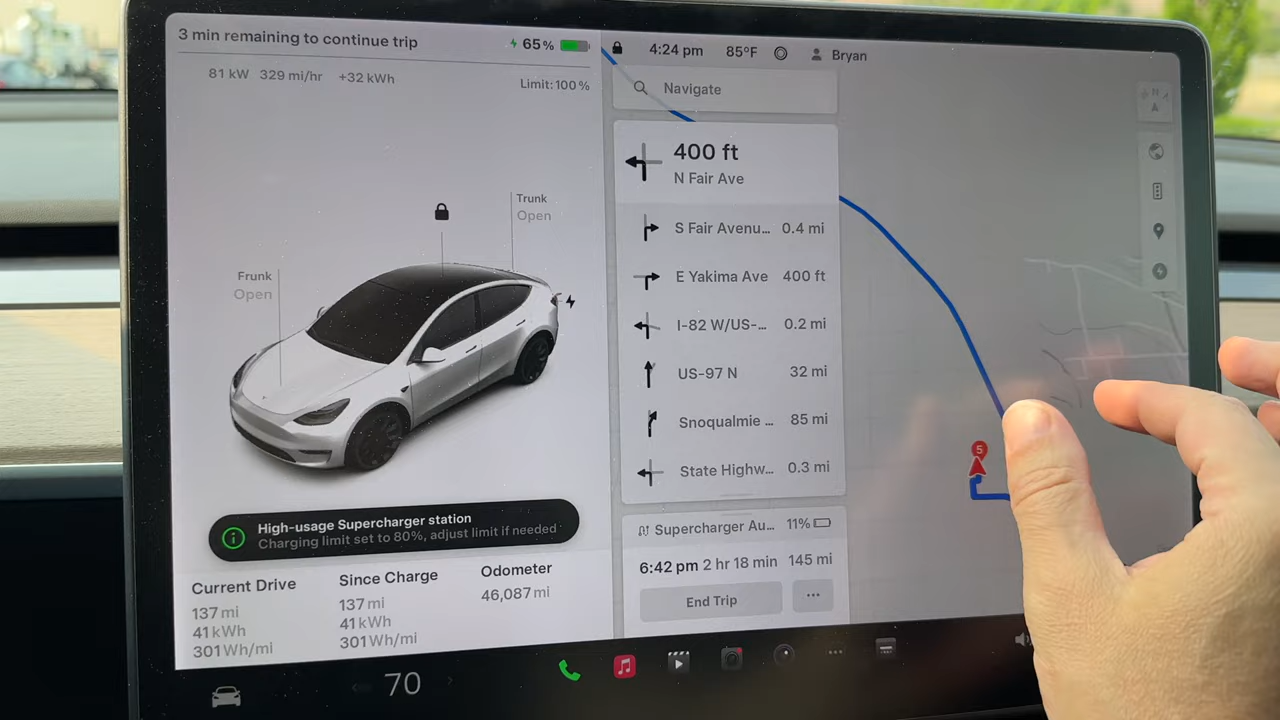 3 min remaining to continue trip
65%
81 kW 329 mi/hr +32 kWh
Limit: 100%
Trunk
Open
Frunk
Open
High-usage Supercharger station
Charging limit set to 80%, adjust limit if needed
Current Drive
137 mi
41 kWh
301 Wh/mi
Since Charge
137 mi
41 kWh
301 Wh/mi
Odometer
46,087 mi
4:24 pm 85°F Bryan
Navigate
400 ft
N Fair Ave
S Fair Avenu... 0.4 mi
E Yakima Ave 400 ft
I-82 W/US-... 0.2 mi
US-97 N 32 mi
Snoqualmie ... 85 mi
State Highw... 0.3 mi
Supercharger Au... 11%
6:42 pm 2 hr 18 min 145 mi
End Trip
N
5
70